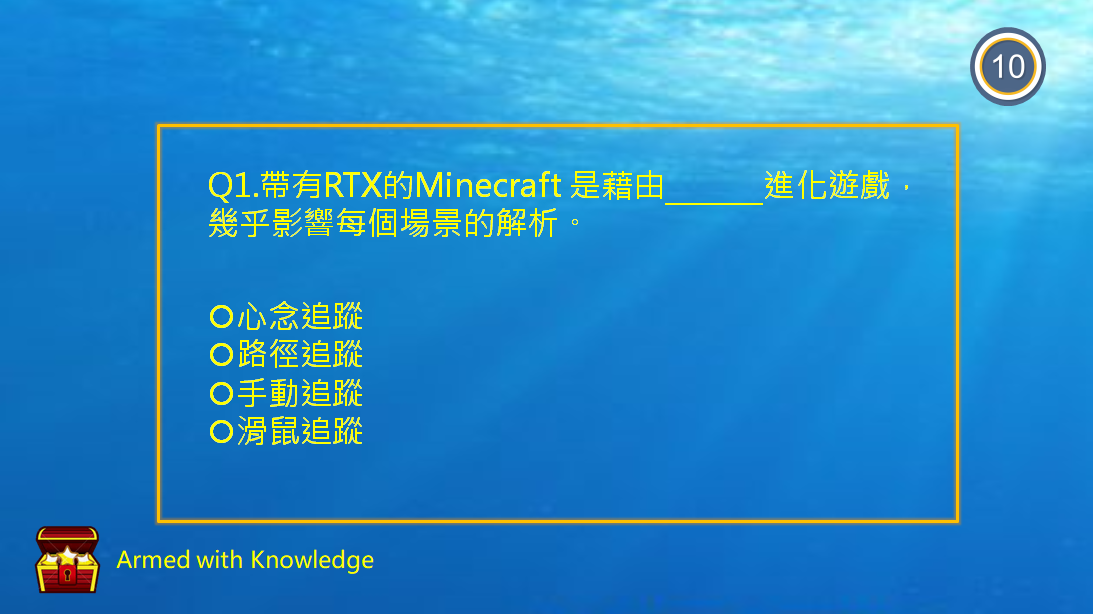 10
Q1.帶有RTX的Minecraft 是藉由______進化遊戲，
幾乎影響每個場景的解析。
心念追蹤
路徑追蹤
手動追蹤
滑鼠追蹤
Armed with Knowledge